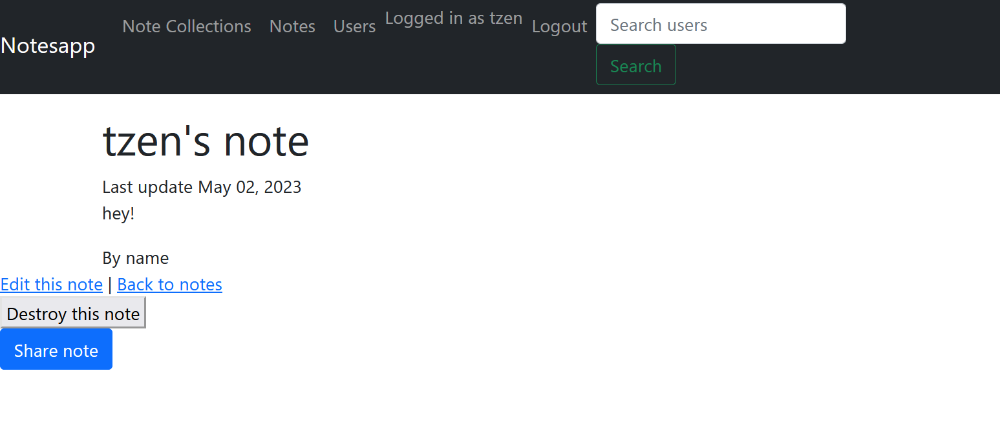 Notesapp Note Collections Notes Users Logged in as tzen Logout Search users
Search
tzen's note
Last update May 02, 2023
hey!
By name
Edit this note | Back to notes
Destroy this note
Share note